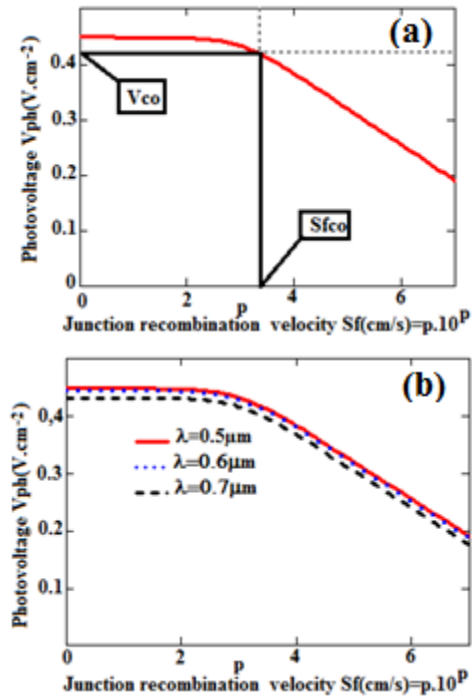 (a)
Photovoltage Vph(V.cm⁻²)
0.4
0.3
0.2
0.1
0
Vco
Sfco
0 2 4 6
p
Junction recombination velocity Sf(cm/s)=p.10ᵖ
(b)
Photovoltage Vph(V.cm⁻²)
0,4
0.3
0.2
0.1
λ=0.5μm
λ=0.6μm
λ=0.7μm
0 2 4 6
p
Junction recombination velocity Sf(cm/s)=p.10ᴾ